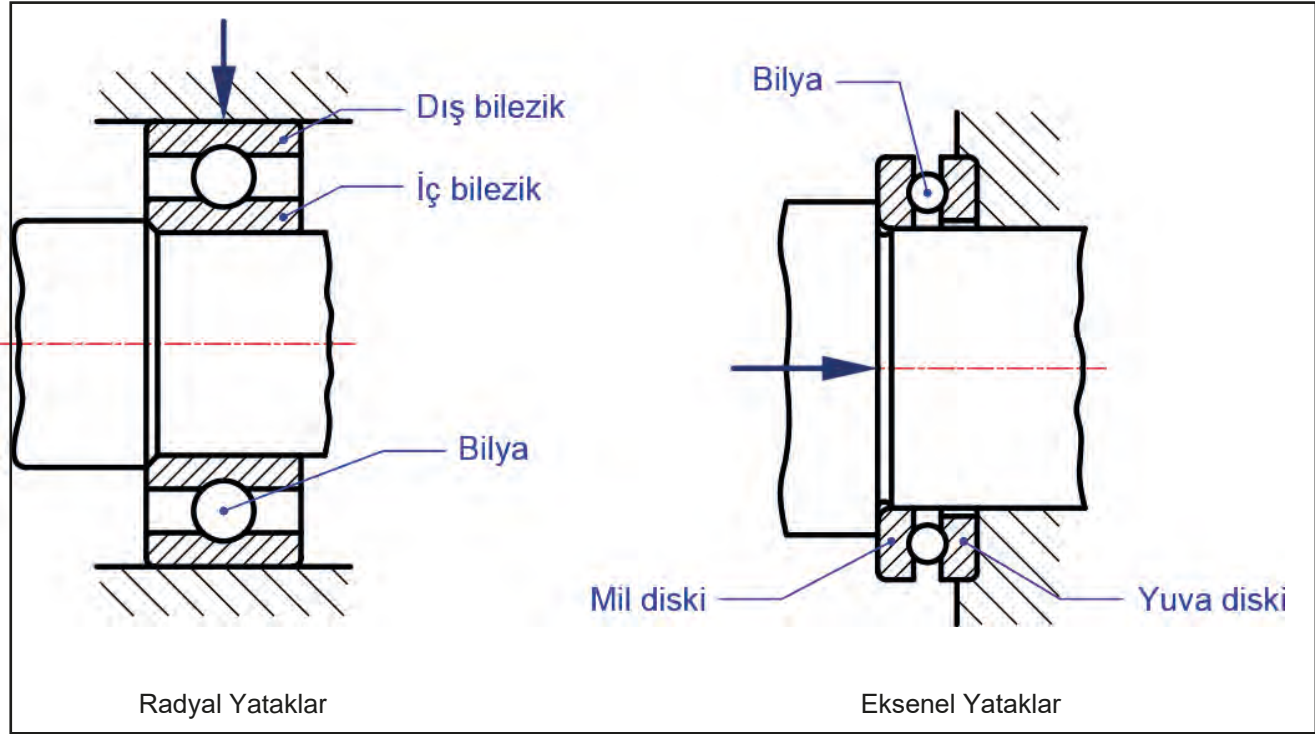 Dış bilezik
İç bilezik
Bilya
Radyal Yataklar
Bilya
Mil diski
Yuva diski
Eksenel Yataklar